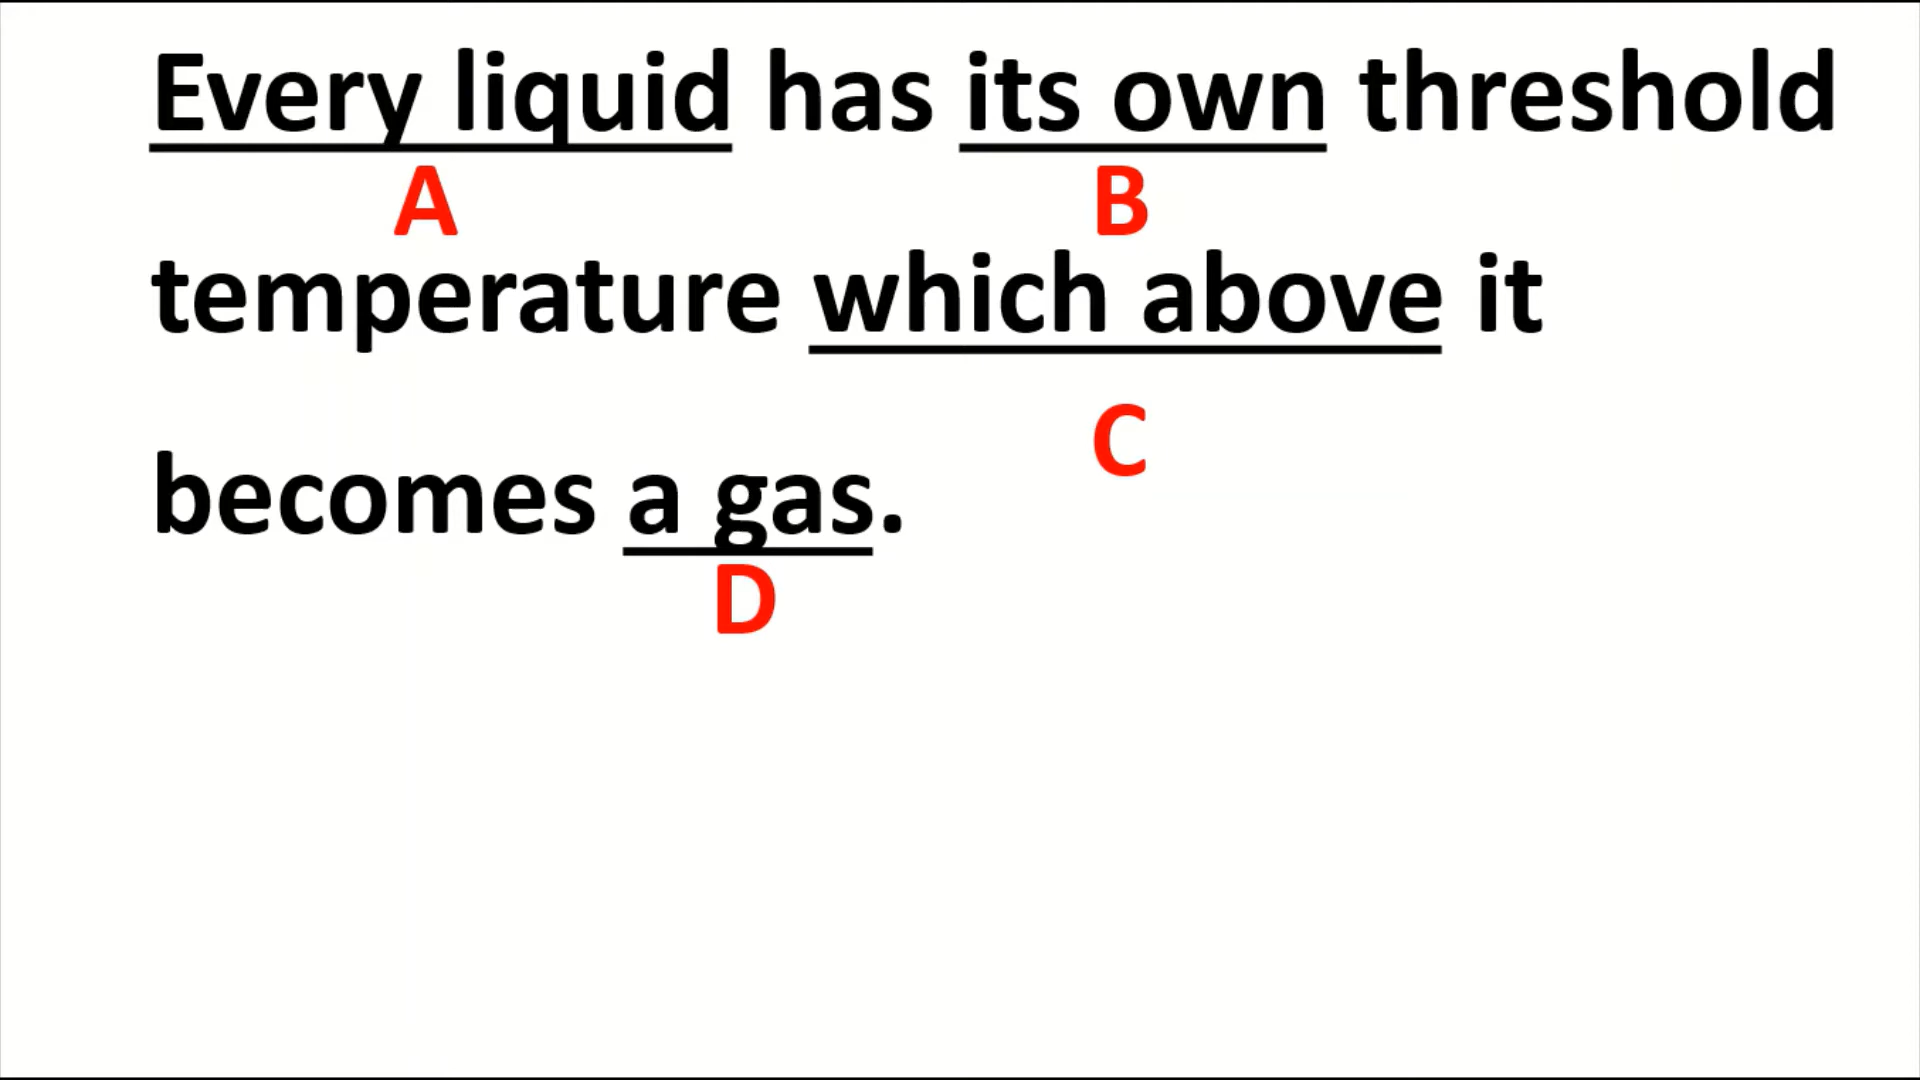 Every liquid has its own threshold
A B
temperature which above it
C
becomes a gas.
D